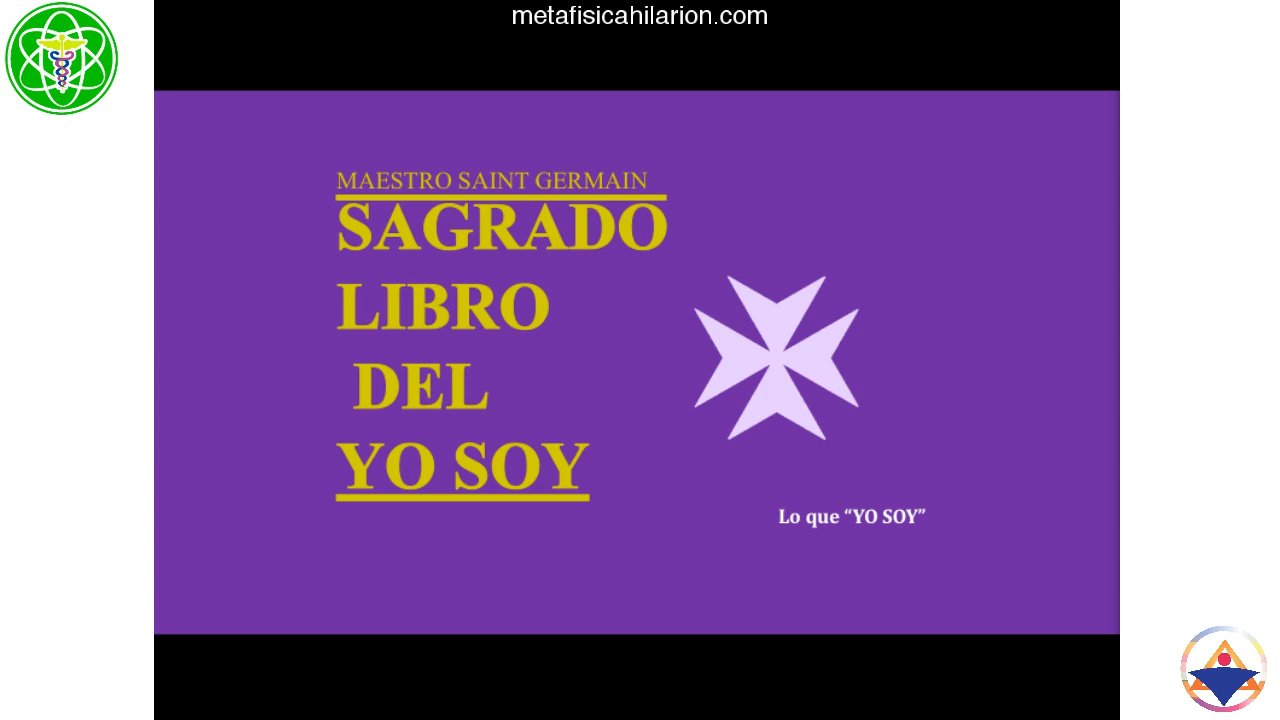 metafisicahilarion.com
MAESTRO SAINT GERMAIN
SAGRADO
LIBRO
DEL
YO SOY
Lo que “YO SOY”